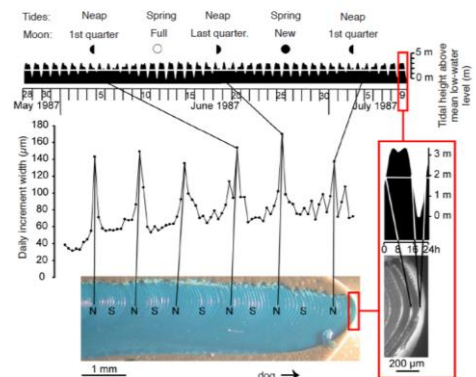 Tides: Neap Spring Neap Spring Neap
Moon: 1st quarter Full Last quarter. New 1st quarter
5 m
0 m
Tidal height above
mean low-water
level (m)
28 30 5 10 15 20 25 30 5 9
May 1987 June 1987 July 1987
Daily increment width (µm)
180
160
140
120
100
80
60
40
20
0
3 m
2 m
1 m
0 m
0 8 16 24h
N S N S N S N S N S N
1 mm
dog
200 µm